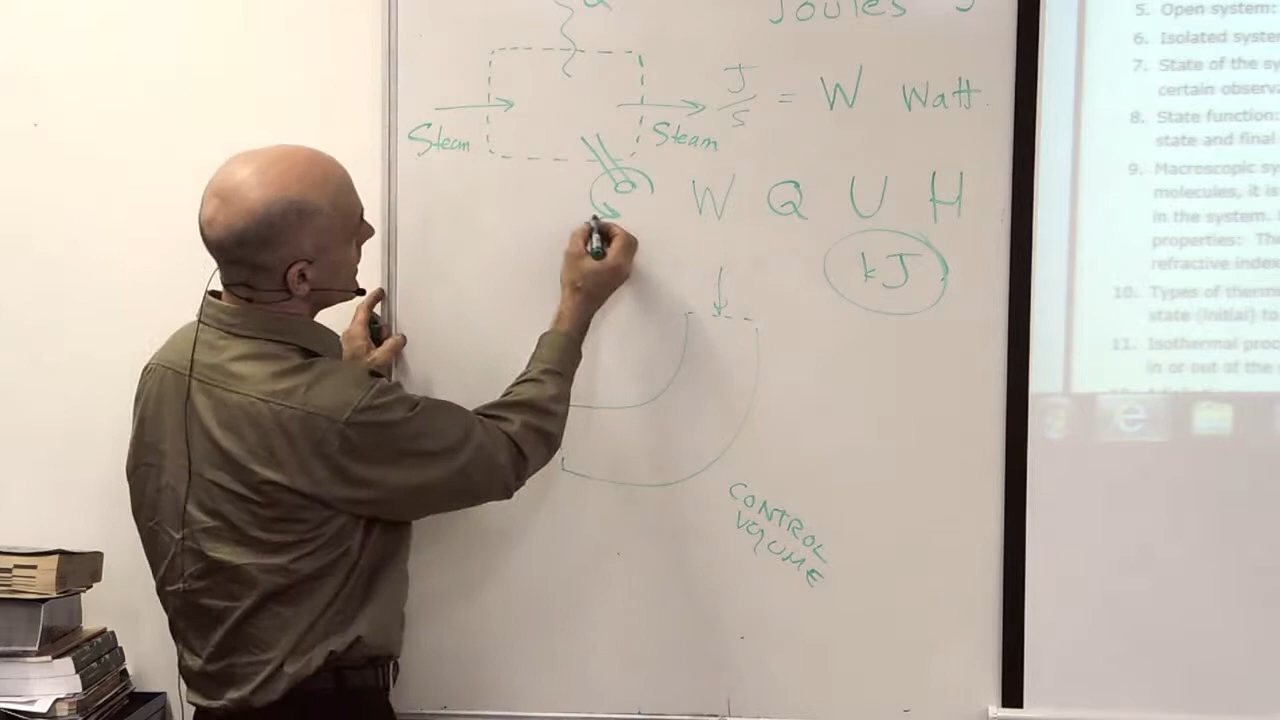 Q
Joules J
J/s = W Watt
Steam
Steam
W Q U H
kJ
CONTROL
VOLUME
5. Open system:
6. Isolated syste
7. State of the sy
certain observa
8. State function:
state and final
9. Macroscopic sy
molecules, it is
in the system. I
properties: The
refractive index
10. Types of therm
state (initial) to
11. Isothermal proc
in or out of the